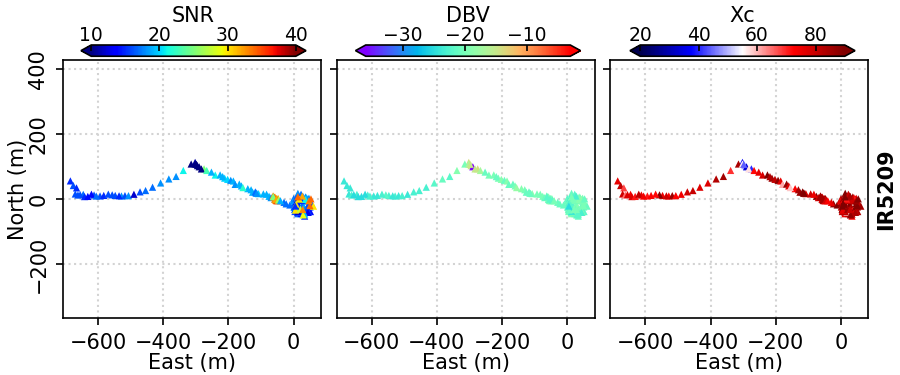 SNR
10 20 30 40
DBV
−30 −20 −10
Xc
20 40 60 80
North (m)
400
200
0
−200
−600 −400 −200 0
East (m)
−600 −400 −200 0
East (m)
−600 −400 −200 0
East (m)
IR5209